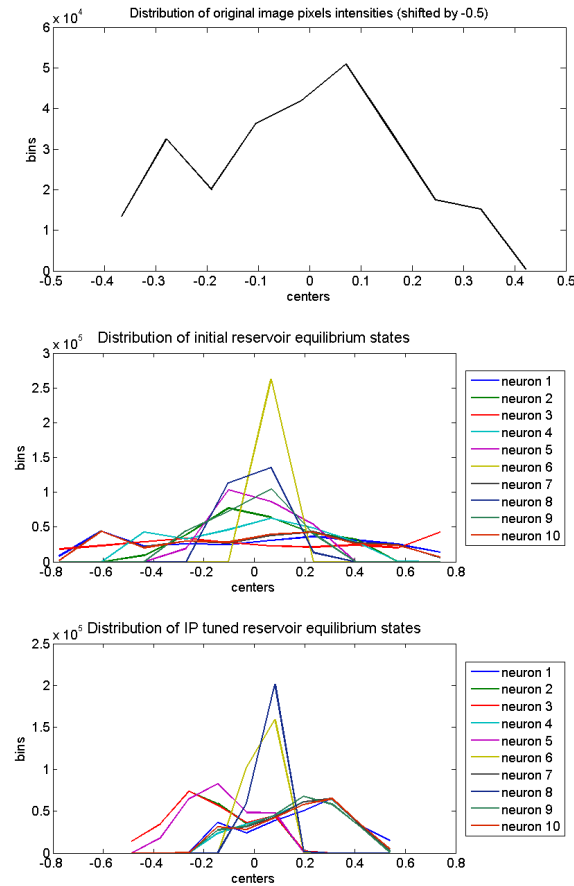 Distribution of original image pixels intensities (shifted by -0.5)
x 10^4
6
5
4
3
2
1
0
bins
-0.5 -0.4 -0.3 -0.2 -0.1 0 0.1 0.2 0.3 0.4 0.5
centers
Distribution of initial reservoir equilibrium states
x 10^5
3
2.5
2
1.5
1
0.5
0
bins
-0.8 -0.6 -0.4 -0.2 0 0.2 0.4 0.6 0.8
centers
neuron 1
neuron 2
neuron 3
neuron 4
neuron 5
neuron 6
neuron 7
neuron 8
neuron 9
neuron 10
Distribution of IP tuned reservoir equilibrium states
x 10^5
2.5
2
1.5
1
0.5
0
bins
-0.8 -0.6 -0.4 -0.2 0 0.2 0.4 0.6 0.8
centers
neuron 1
neuron 2
neuron 3
neuron 4
neuron 5
neuron 6
neuron 7
neuron 8
neuron 9
neuron 10